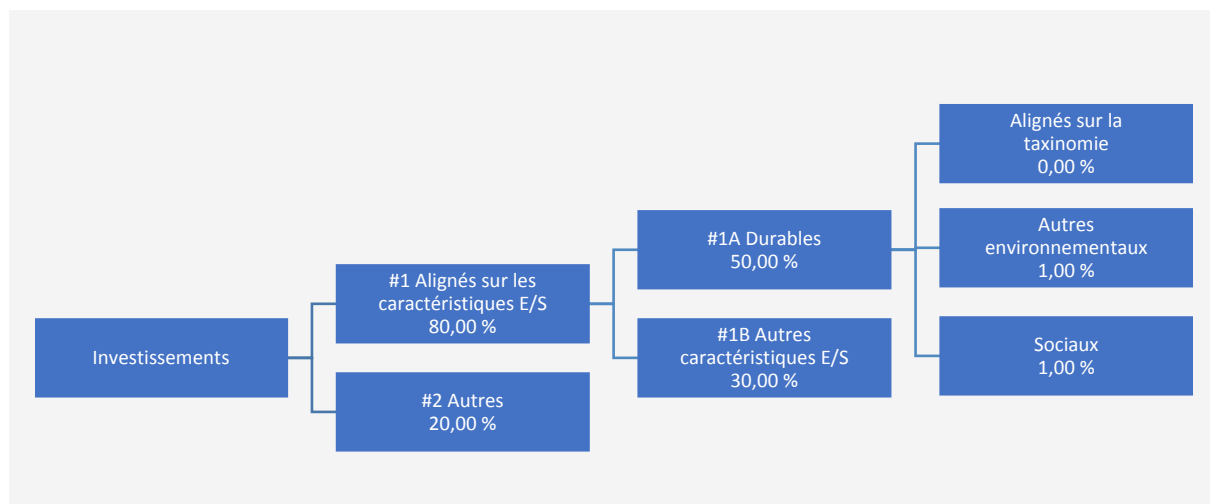 Investissements
#1 Alignés sur les
caractéristiques E/S
80,00 %
#2 Autres
20,00 %
#1A Durables
50,00 %
#1B Autres
caractéristiques E/S
30,00 %
Alignés sur la
taxinomie
0,00 %
Autres
environnementaux
1,00 %
Sociaux
1,00 %